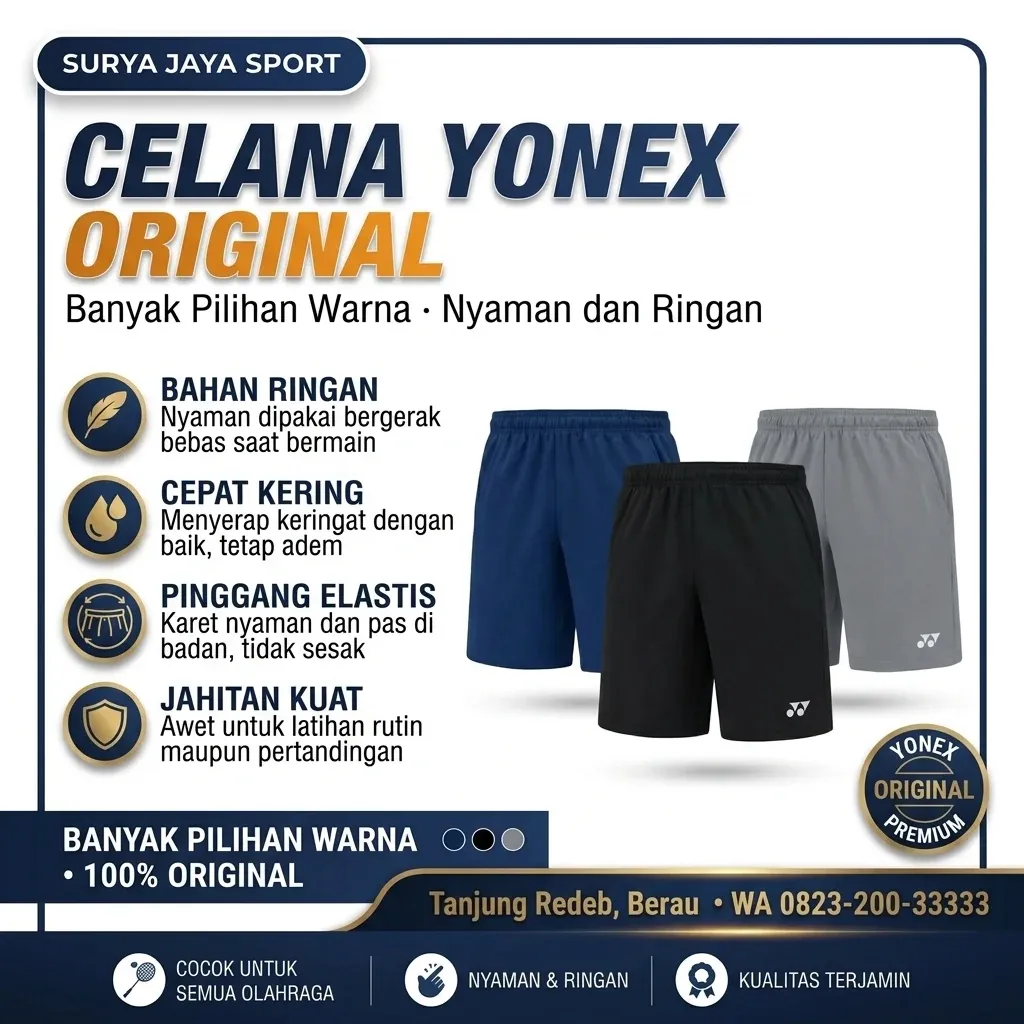 SURYA JAYA SPORT
CELANA YONEX
ORIGINAL
Banyak Pilihan Warna · Nyaman dan Ringan
BAHAN RINGAN
Nyaman dipakai bergerak
bebas saat bermain
CEPAT KERING
Menyerap keringat dengan
baik, tetap adem
PINGGANG ELASTIS
Karet nyaman dan pas di
badan, tidak sesak
JAHITAN KUAT
Awet untuk latihan rutin
maupun pertandingan
YONEX
ORIGINAL
PREMIUM
BANYAK PILIHAN WARNA
• 100% ORIGINAL
Tanjung Redeb, Berau • WA 0823-200-33333
COCOK UNTUK
SEMUA OLAHRAGA
NYAMAN & RINGAN
KUALITAS TERJAMIN